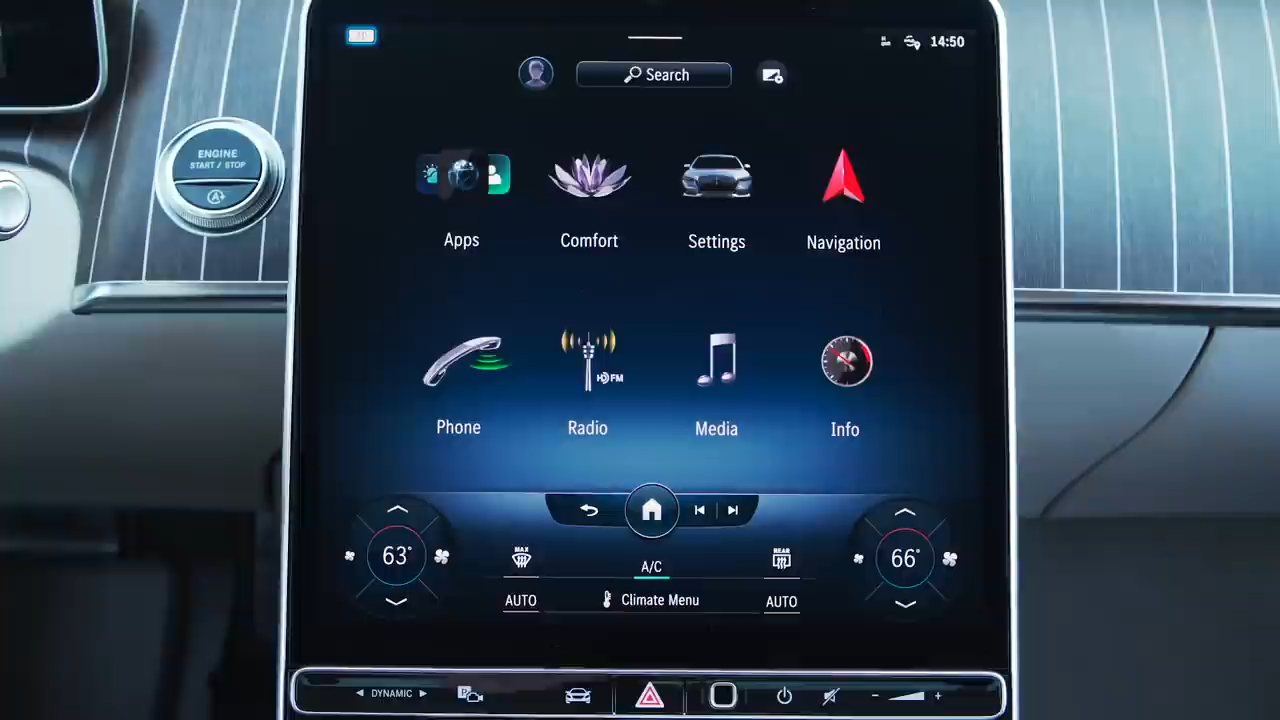 14:50
Search
ENGINE
START / STOP
A
Apps
Comfort
Settings
Navigation
HD FM
Phone
Radio
Media
Info
63°
MAX
A/C
REAR
66°
AUTO
Climate Menu
AUTO
DYNAMIC
P